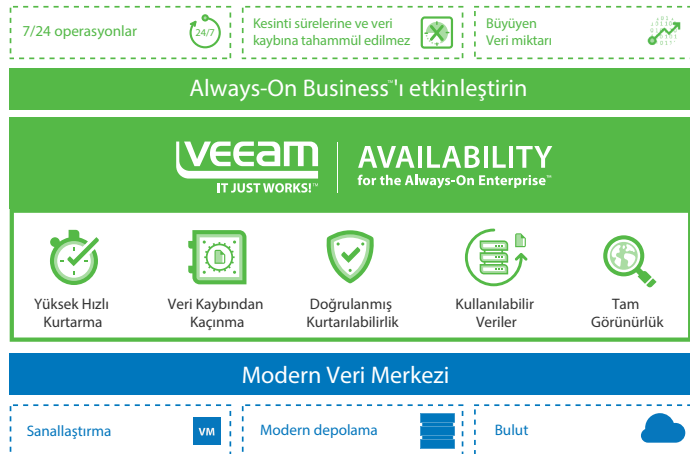 7/24 operasyonlar
24/7
Kesinti sürelerine ve veri
kaybına tahammül edilmez
Büyüyen
Veri miktarı
Always-On Business™'ı etkinleştirin
VEEAM
IT JUST WORKS!™
AVAILABILITY
for the Always-On Enterprise™
Yüksek Hızlı
Kurtarma
Veri Kaybından
Kaçınma
Doğrulanmış
Kurtarılabilirlik
Kullanılabilir
Veriler
Tam
Görünürlük
Modern Veri Merkezi
Sanallaştırma
VM
Modern depolama
Bulut